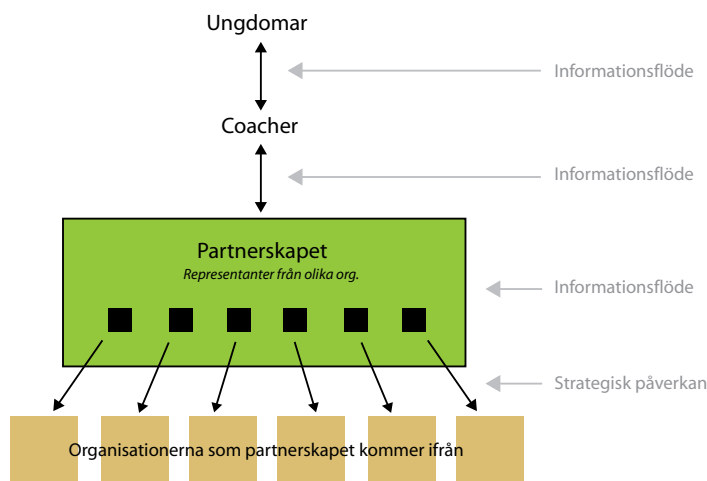 Ungdomar
Informationsflöde
Coacher
Informationsflöde
Partnerskapet
Representanter från olika org.
Informationsflöde
Strategisk påverkan
Organisationerna som partnerskapet kommer ifrån